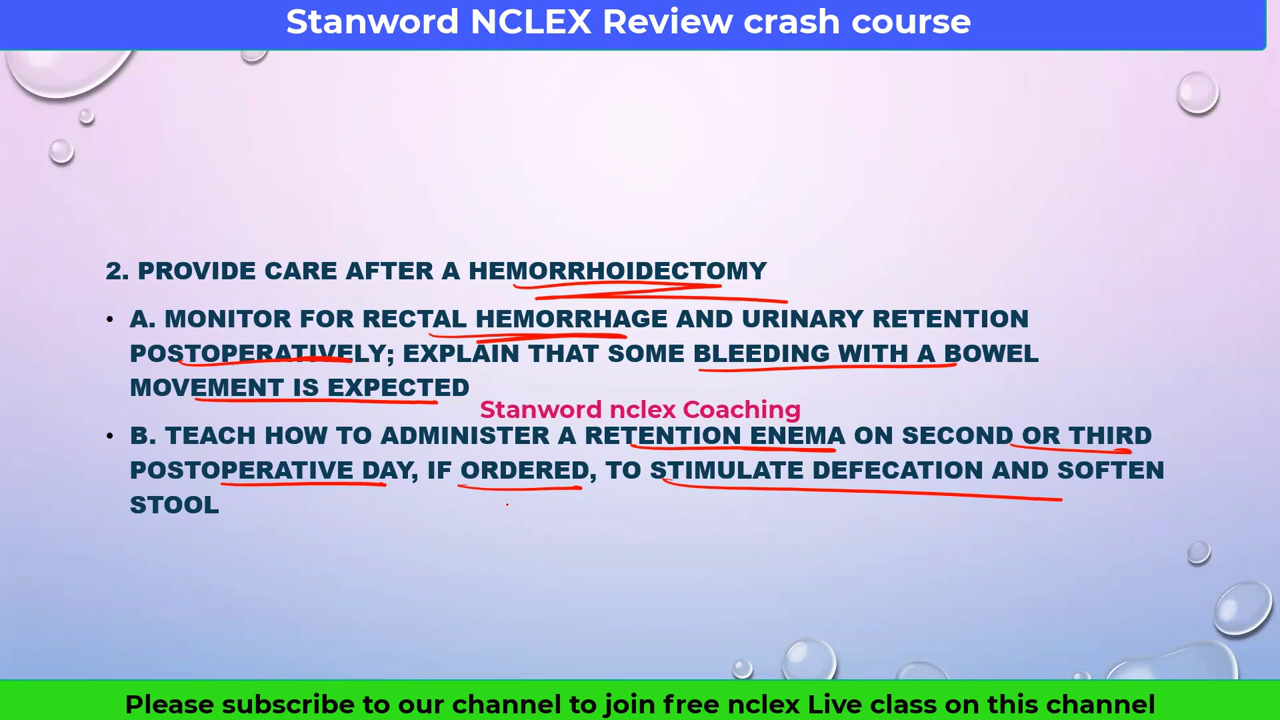 Stanword NCLEX Review crash course
2. PROVIDE CARE AFTER A HEMORRHOIDECTOMY
• A. MONITOR FOR RECTAL HEMORRHAGE AND URINARY RETENTION
POSTOPERATIVELY; EXPLAIN THAT SOME BLEEDING WITH A BOWEL
MOVEMENT IS EXPECTED
Stanword nclex Coaching
• B. TEACH HOW TO ADMINISTER A RETENTION ENEMA ON SECOND OR THIRD
POSTOPERATIVE DAY, IF ORDERED, TO STIMULATE DEFECATION AND SOFTEN
STOOL
Please subscribe to our channel to join free nclex Live class on this channel